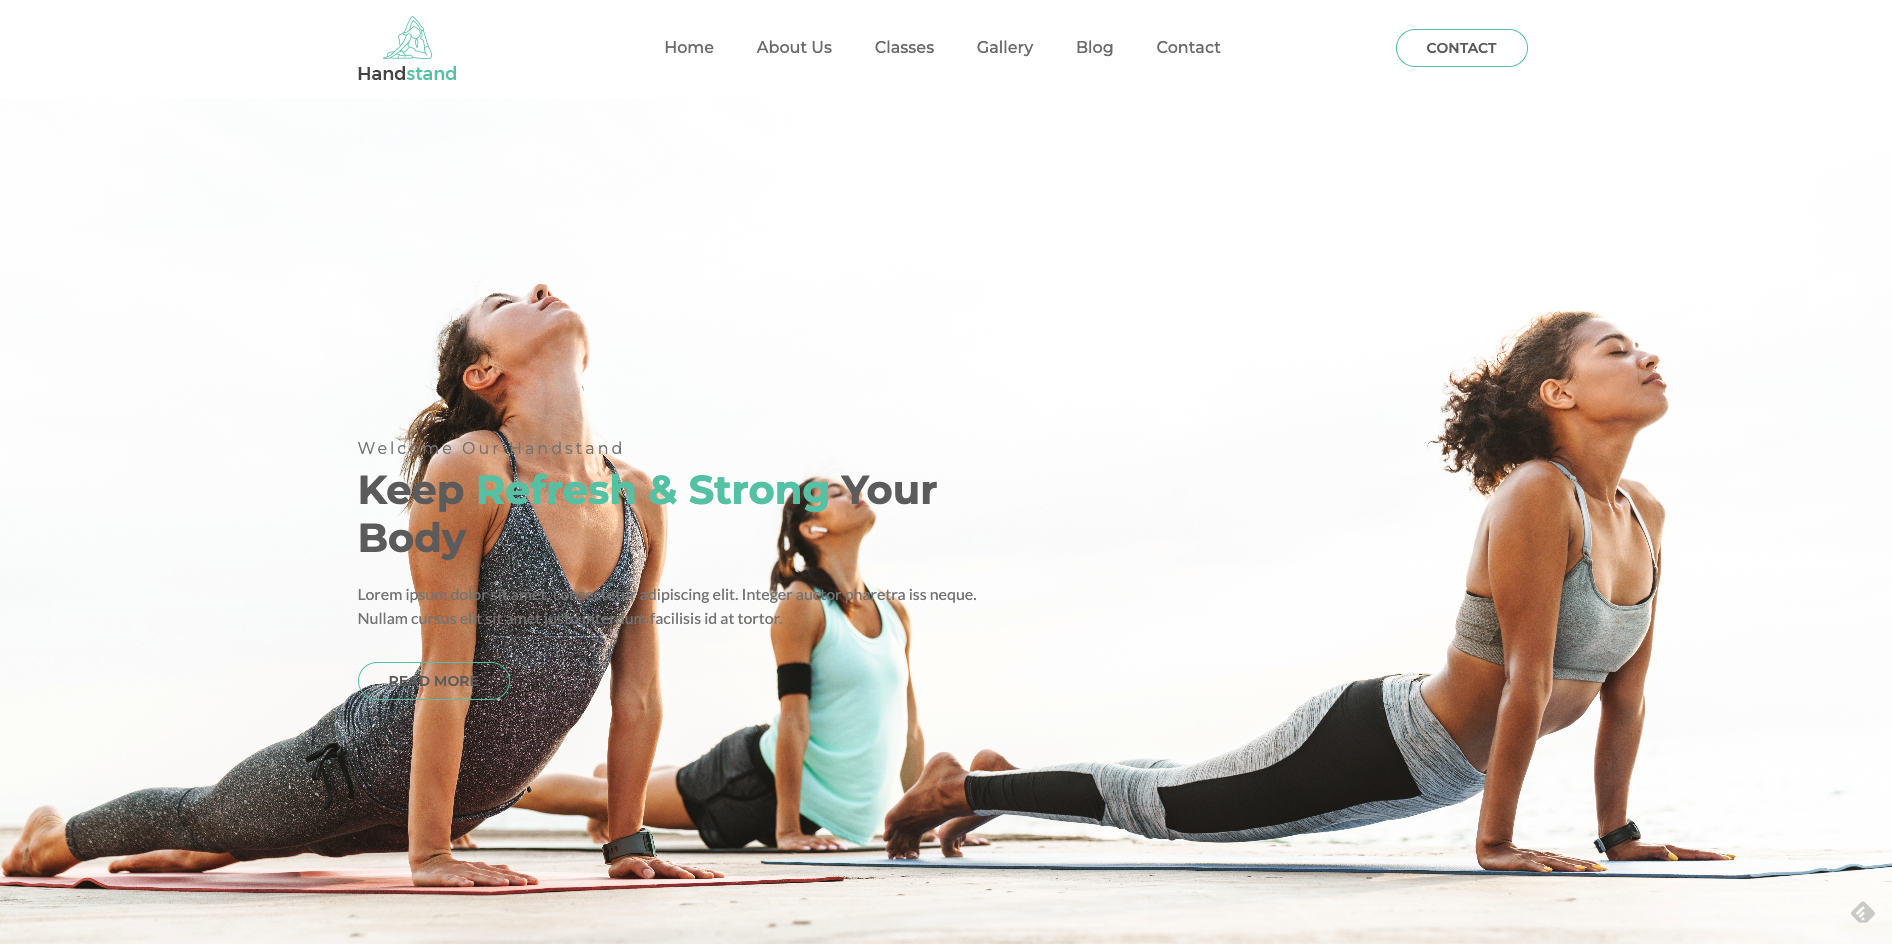 Handstand
Home About Us Classes Gallery Blog Contact
CONTACT
Welcome Our Handstand
Keep Refresh & Strong Your
Body
Lorem ipsum dolor sit amet, consectetur adipiscing elit. Integer auctor pharetra iss neque.
Nullam cursus elit sit amet justo interdum facilisis id at tortor.
READ MORE